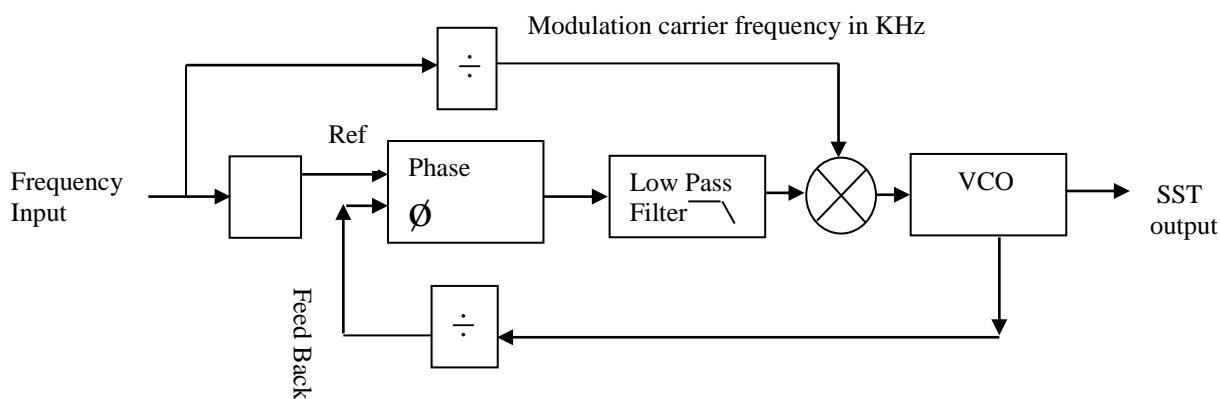 Modulation carrier frequency in KHz
÷
Ref
Frequency
Input
Phase
Ø
Low Pass
Filter
VCO
SST
output
Feed Back
÷